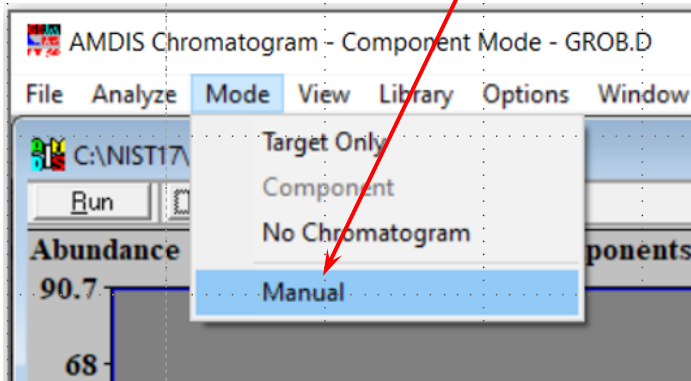 AMDIS Chromatogram - Component Mode - GROB.D
File Analyze Mode View Library Options Window
C:\NIST17\
Target Only
Component
Run
No Chromatogram
Abundance
ponents
90.7
Manual
68